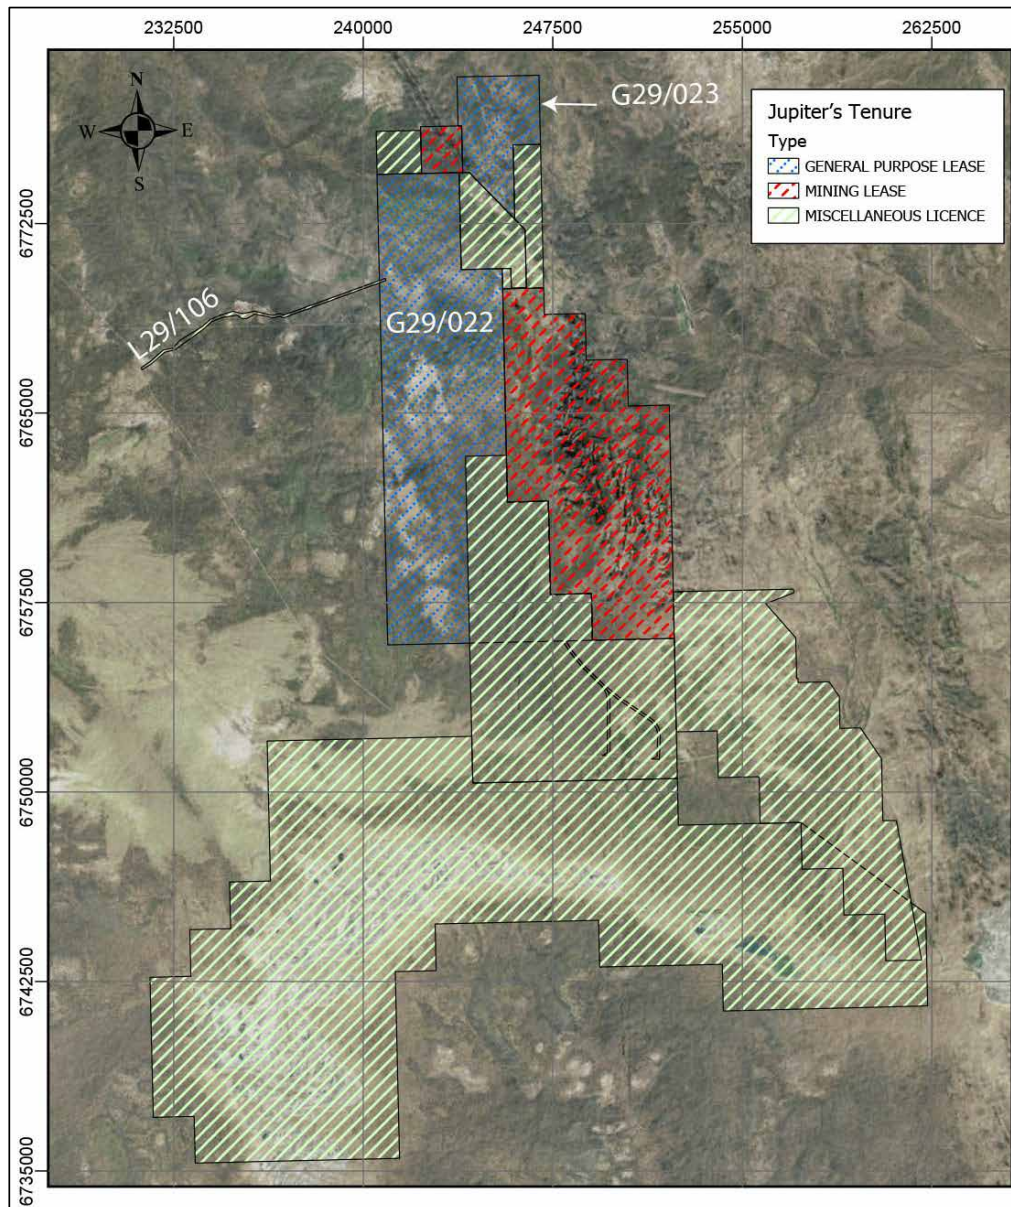 232500 240000 247500 255000 262500
N
W E
S
G29/023
Jupiter's Tenure
Type
GENERAL PURPOSE LEASE
MINING LEASE
MISCELLANEOUS LICENCE
6772500
L29/106
G29/022
6765000
6757500
6750000
6742500
6735000